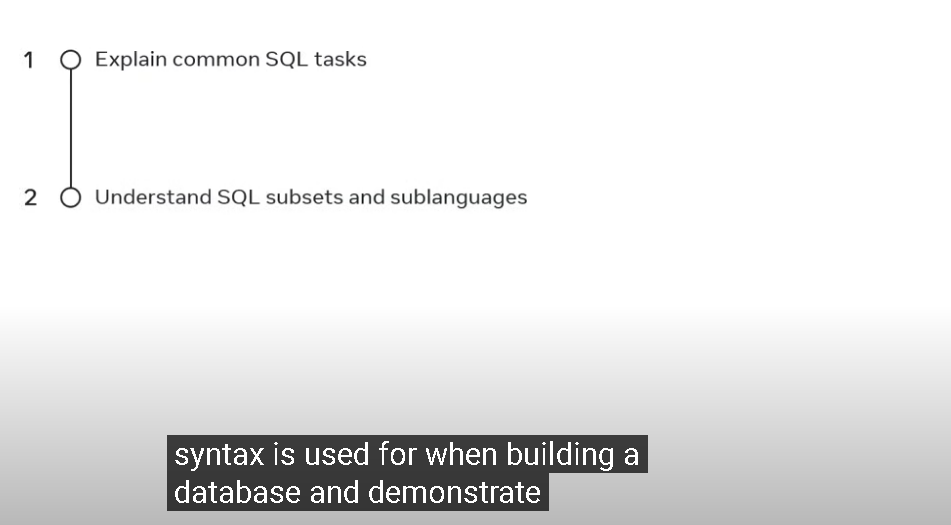 1 Explain common SQL tasks
2 Understand SQL subsets and sublanguages
syntax is used for when building a
database and demonstrate